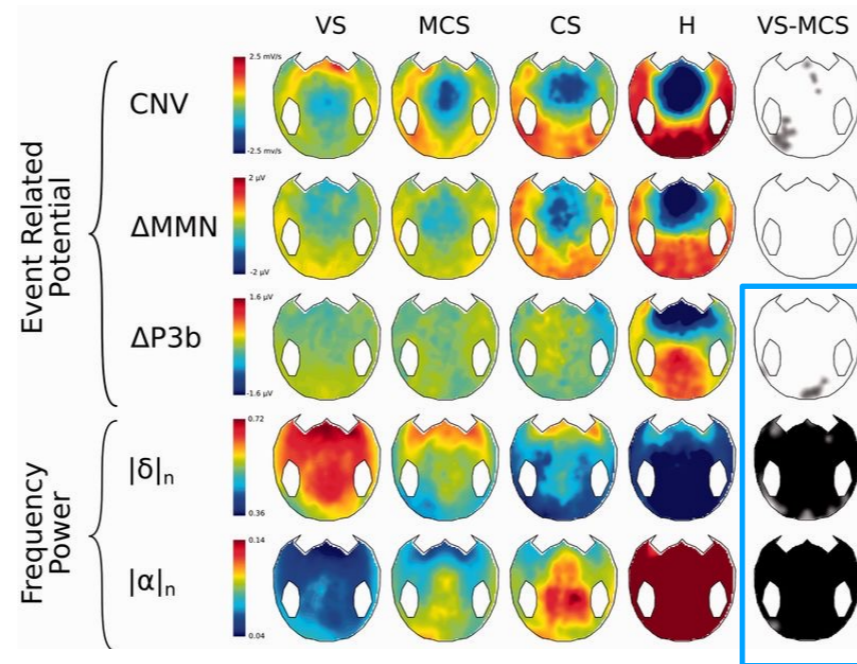 VS MCS CS H VS-MCS
Event Related
Potential
CNV
2.5 mV/s
-2.5 mv/s
ΔMMN
2 µV
-2 µV
ΔP3b
1.6 µV
-1.6 µV
Frequency
Power
|δ|n
0.72
0.36
|α|n
0.14
0.04